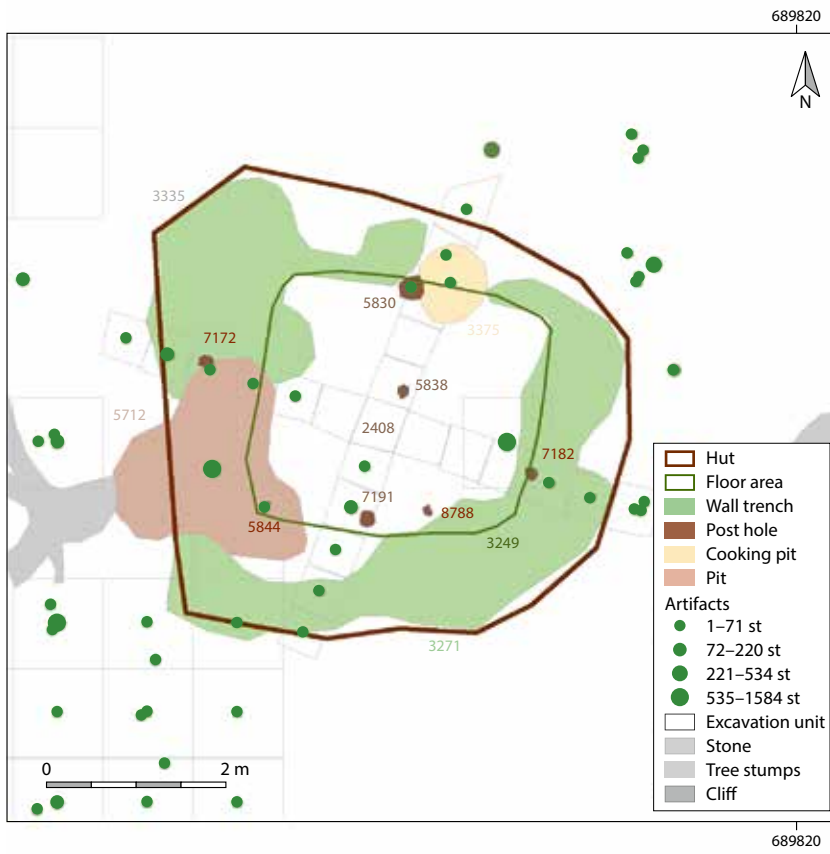 689820
N
3335
5830
3375
7172
5838
5712
2408
7182
7191
8788
5844
3249
3271
0 2 m
Hut
Floor area
Wall trench
Post hole
Cooking pit
Pit
Artifacts
1–71 st
72–220 st
221–534 st
535–1584 st
Excavation unit
Stone
Tree stumps
Cliff
689820